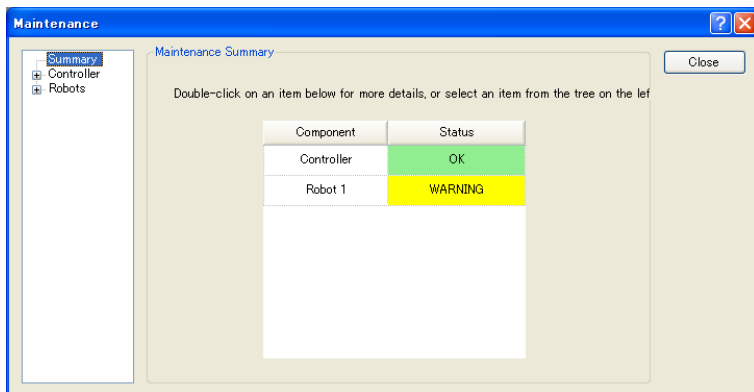 Maintenance
Summary
Controller
Robots
Maintenance Summary
Close
Double-click on an item below for more details, or select an item from the tree on the lef
Component Status
Controller OK
Robot 1 WARNING